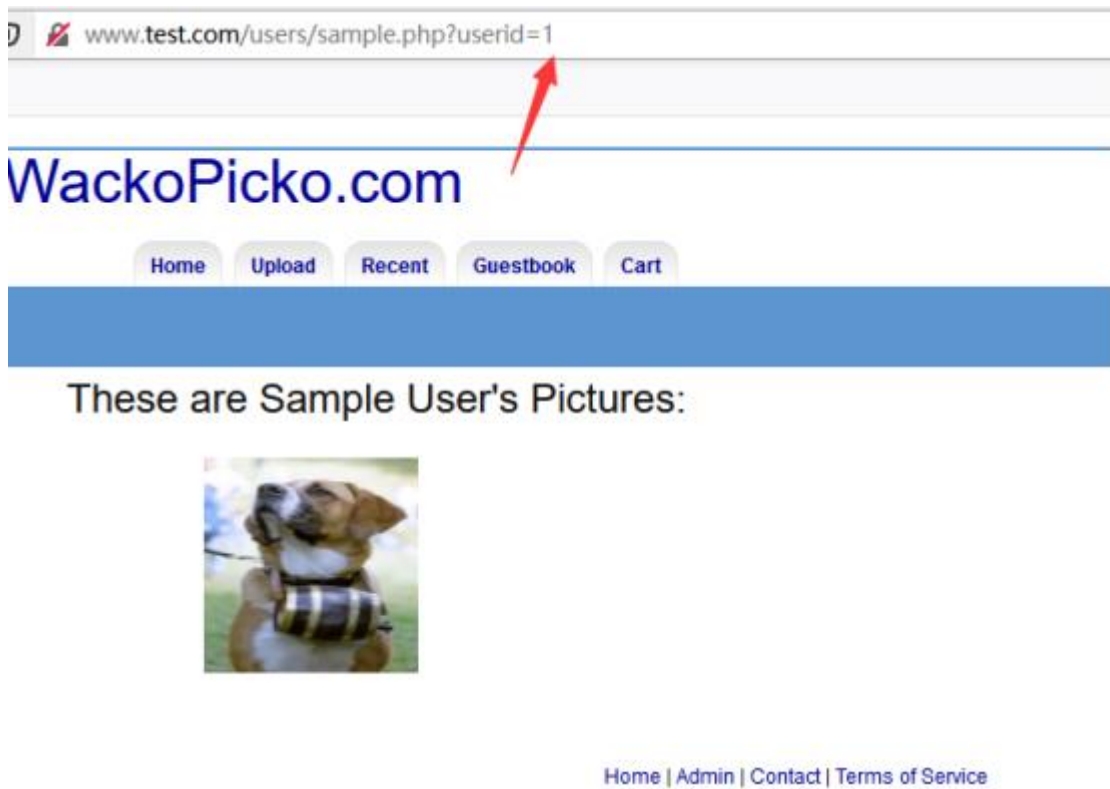 www.test.com/users/sample.php?userid=1
WackoPicko.com
Home Upload Recent Guestbook Cart
These are Sample User's Pictures:
Home | Admin | Contact | Terms of Service